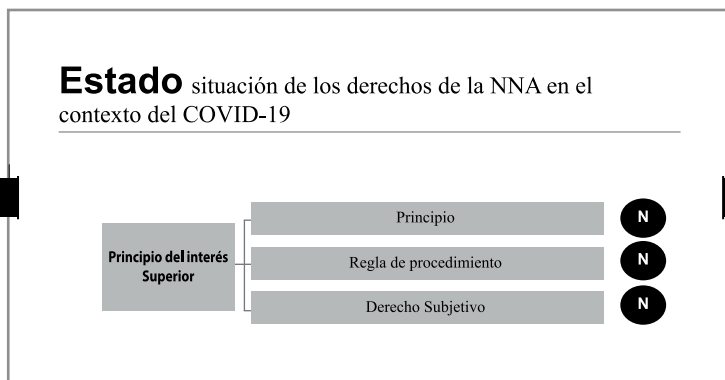 Estado situación de los derechos de la NNA en el
contexto del COVID-19
Principio del interés
Superior
Principio
N
Regla de procedimiento
N
Derecho Subjetivo
N